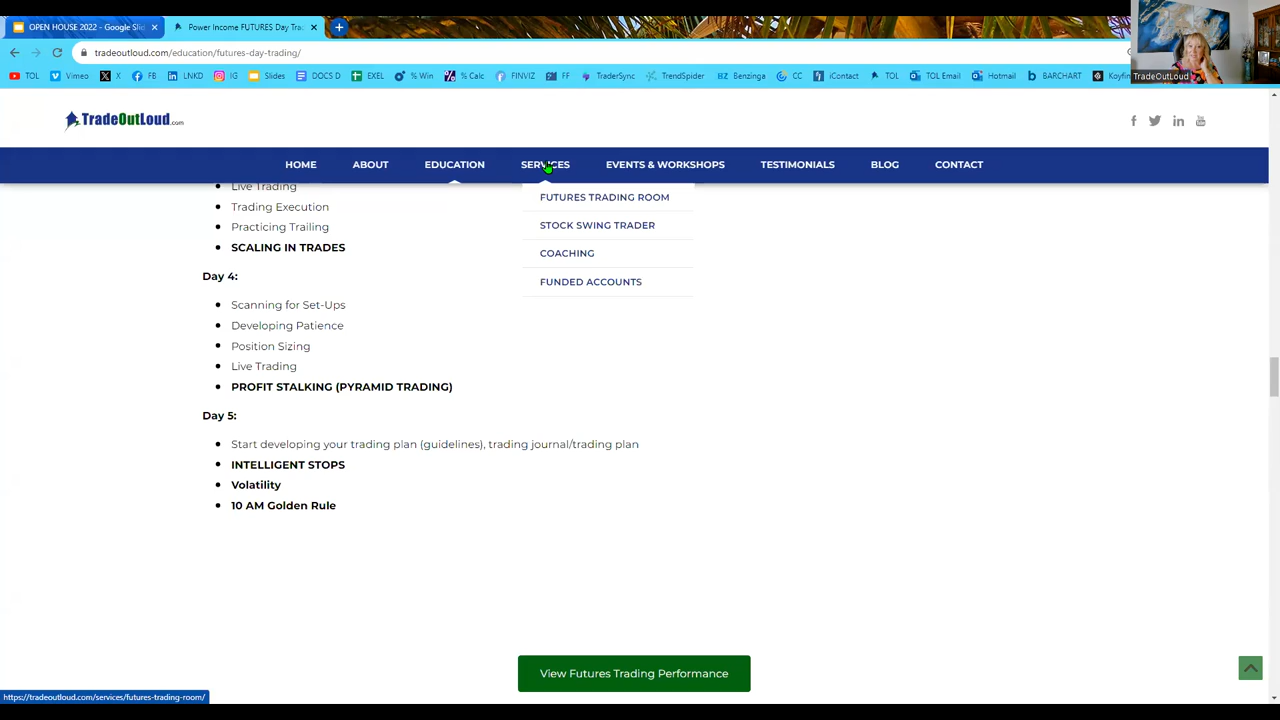 OPEN HOUSE 2022 - Google Slid
Power Income FUTURES Day Tra
tradeoutloud.com/education/futures-day-trading/
TOL Vimeo X FB LNKD IG Slides DOCS D EXEL % Win % Calc FINVIZ FF TraderSync TrendSpider Benzinga CC iContact TOL TOL Email Hotmail BARCHART Koyfin
TradeOutLoud
TradeOutLoud.com
HOME ABOUT EDUCATION SERVICES EVENTS & WORKSHOPS TESTIMONIALS BLOG CONTACT
FUTURES TRADING ROOM
STOCK SWING TRADER
COACHING
FUNDED ACCOUNTS
Live Trading
Trading Execution
Practicing Trailing
SCALING IN TRADES
Day 4:
Scanning for Set-Ups
Developing Patience
Position Sizing
Live Trading
PROFIT STALKING (PYRAMID TRADING)
Day 5:
Start developing your trading plan (guidelines), trading journal/trading plan
INTELLIGENT STOPS
Volatility
10 AM Golden Rule
View Futures Trading Performance
https://tradeoutloud.com/services/futures-trading-room/